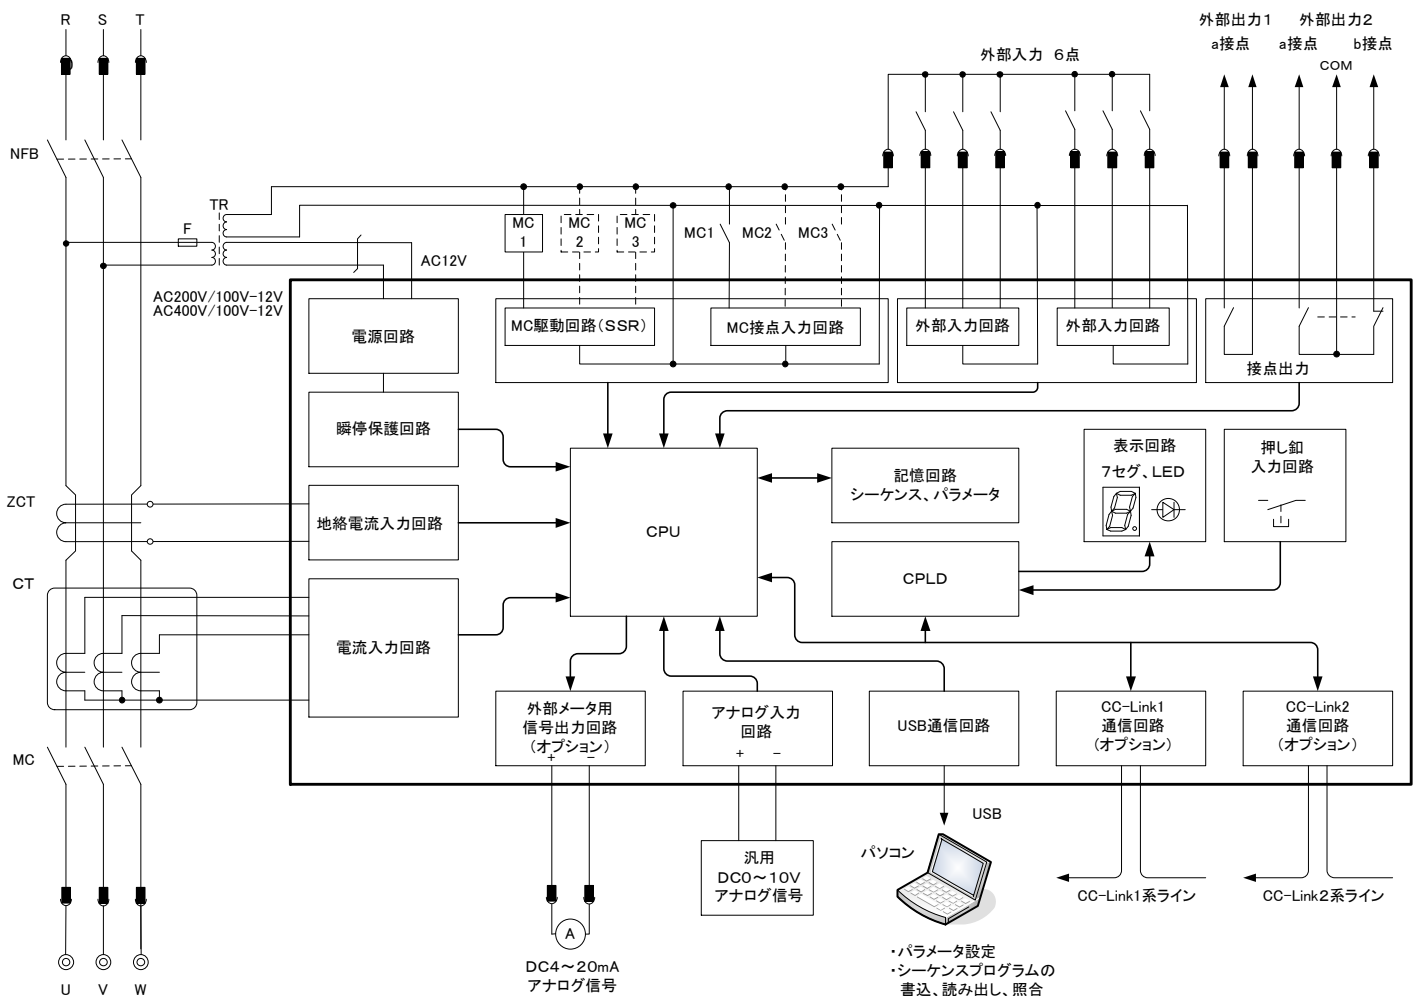 R S T
外部出力1
a接点
外部出力2
a接点
COM
b接点
外部入力 6点
NFB
TR
F
MC
1
MC
2
MC
3
MC1
MC2
MC3
AC12V
AC200V/100V-12V
AC400V/100V-12V
電源回路
MC駆動回路(SSR)
MC接点入力回路
外部入力回路
外部入力回路
接点出力
瞬停保護回路
表示回路
7セグ、LED
押し釦
入力回路
記憶回路
シーケンス、パラメータ
ZCT
地絡電流入力回路
CPU
CPLD
CT
電流入力回路
外部メータ用
信号出力回路
(オプション)
+ −
アナログ入力
回路
+ −
USB通信回路
CC-Link1
通信回路
(オプション)
CC-Link2
通信回路
(オプション)
MC
USB
パソコン
汎用
DC0~10V
アナログ信号
CC-Link1系ライン
CC-Link2系ライン
A
DC4~20mA
アナログ信号
・パラメータ設定
・シーケンスプログラムの
書込、読み出し、照合
U V W